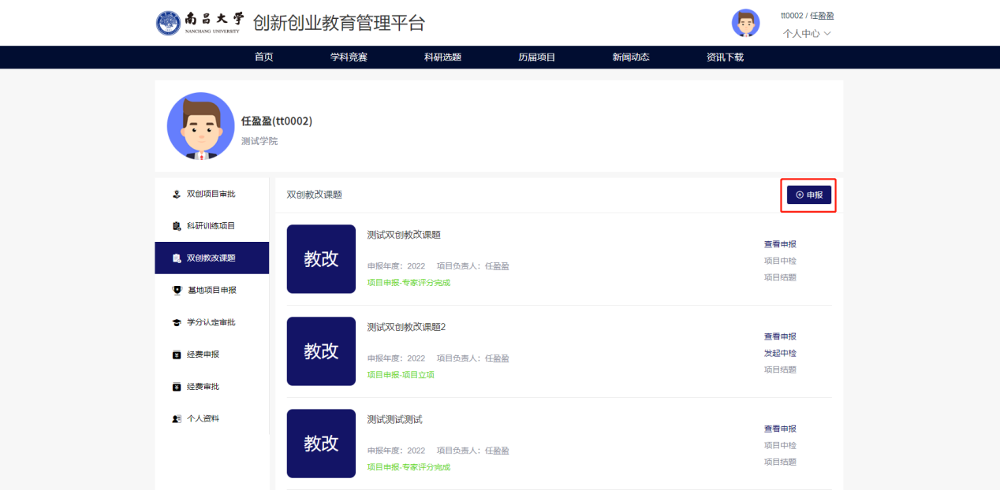 南昌大学
NANCHANG UNIVERSITY
创新创业教育管理平台
tt0002 / 任盈盈
个人中心
首页 学科竞赛 科研选题 历届项目 新闻动态 资讯下载
任盈盈(tt0002)
测试学院
双创项目审批
科研训练项目
双创教改课题
基地项目申报
学分认定审批
经费申报
经费审批
个人资料
双创教改课题
申报
教改
测试双创教改课题
申报年度：2022 项目负责人：任盈盈
项目申报-专家评分完成
查看申报
项目中检
项目结题
教改
测试双创教改课题2
申报年度：2022 项目负责人：任盈盈
项目申报-项目立项
查看申报
发起中检
项目结题
教改
测试测试测试
申报年度：2022 项目负责人：任盈盈
项目申报-专家评分完成
查看申报
项目中检
项目结题